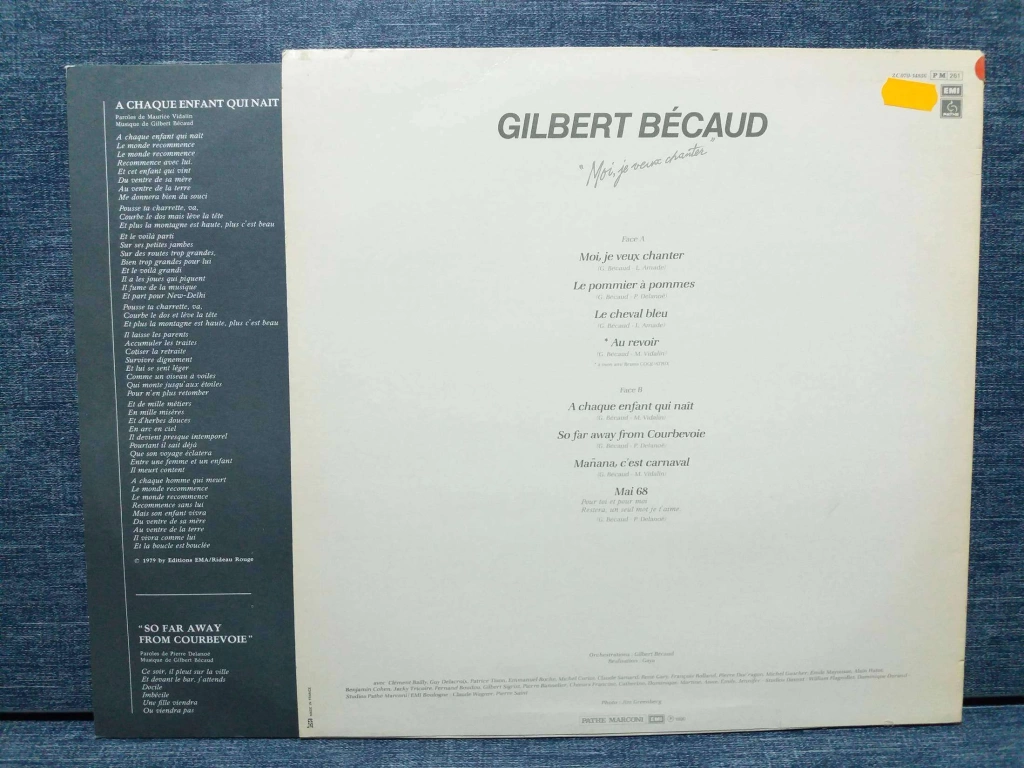 A CHAQUE ENFANT QUI NAIT
Paroles de Maurice Vidalin
Musique de Gilbert Bécaud
A chaque enfant qui naît
Le monde recommence
Le monde recommence
Recommence avec lui.
Et cet enfant qui vint
Du ventre de sa mère
Au ventre de la terre
Me donnera bien du souci
Pousse ta charrette, va,
Courbe le dos mais lève la tête
Et plus la montagne est haute, plus c'est beau
Et le voilà parti
Sur ses petites jambes
Sur des routes trop grandes,
Bien trop grandes pour lui
Et le voilà grandi
Il a les joues qui piquent
Il fume de la musique
Et part pour New-Delhi
Pousse ta charrette, va,
Courbe le dos et lève la tête
Et plus la montagne est haute, plus c'est beau
Il laisse les parents
Accumuler les traites
Cotiser la retraite
Survivre dignement
Et lui se sent léger
Comme un oiseau à voiles
Qui monte jusqu'aux étoiles
Pour n'en plus retomber
Et de mille métiers
En mille misères
Et d'herbes douces
En arc en ciel
Il devient presque intemporel
Pourtant il sait déjà
Que son voyage éclatera
Entre une femme et un enfant
Il meurt content
A chaque homme qui meurt
Le monde recommence
Le monde recommence
Recommence sans lui
Mais son enfant vivra
Du ventre de sa mère
Au ventre de la terre
Il vivra comme lui
Et la boucle est bouclée
© 1979 by Editions EMA/Rideau Rouge
"SO FAR AWAY
FROM COURBEVOIE"
Paroles de Pierre Delanoë
Musique de Gilbert Bécaud
Ce soir, il pleut sur la ville
Et devant le bar, j'attends
Docile
Imbécile
Une fille viendra
Ou viendra pas
PM 261
EMI
GILBERT BÉCAUD
"Moi, je veux chanter"
Face A
Moi, je veux chanter
(G. Bécaud - L. Amade)
Le pommier à pommes
(G. Bécaud - P. Delanoë)
Le cheval bleu
(G. Bécaud - L. Amade)
* Au revoir
(G. Bécaud - M. Vidalin)
Face B
A chaque enfant qui naît
(G. Bécaud - M. Vidalin)
So far away from Courbevoie
(G. Bécaud - P. Delanoë)
Mañana, c'est carnaval
(G. Bécaud - M. Vidalin)
Mai 68
Pour toi et pour moi
Restera, un seul mot je t'aime
(G. Bécaud - P. Delanoë)
Orchestrations : Gilbert Bécaud
Réalisation : Gaya
PATHE MARCONI EMI